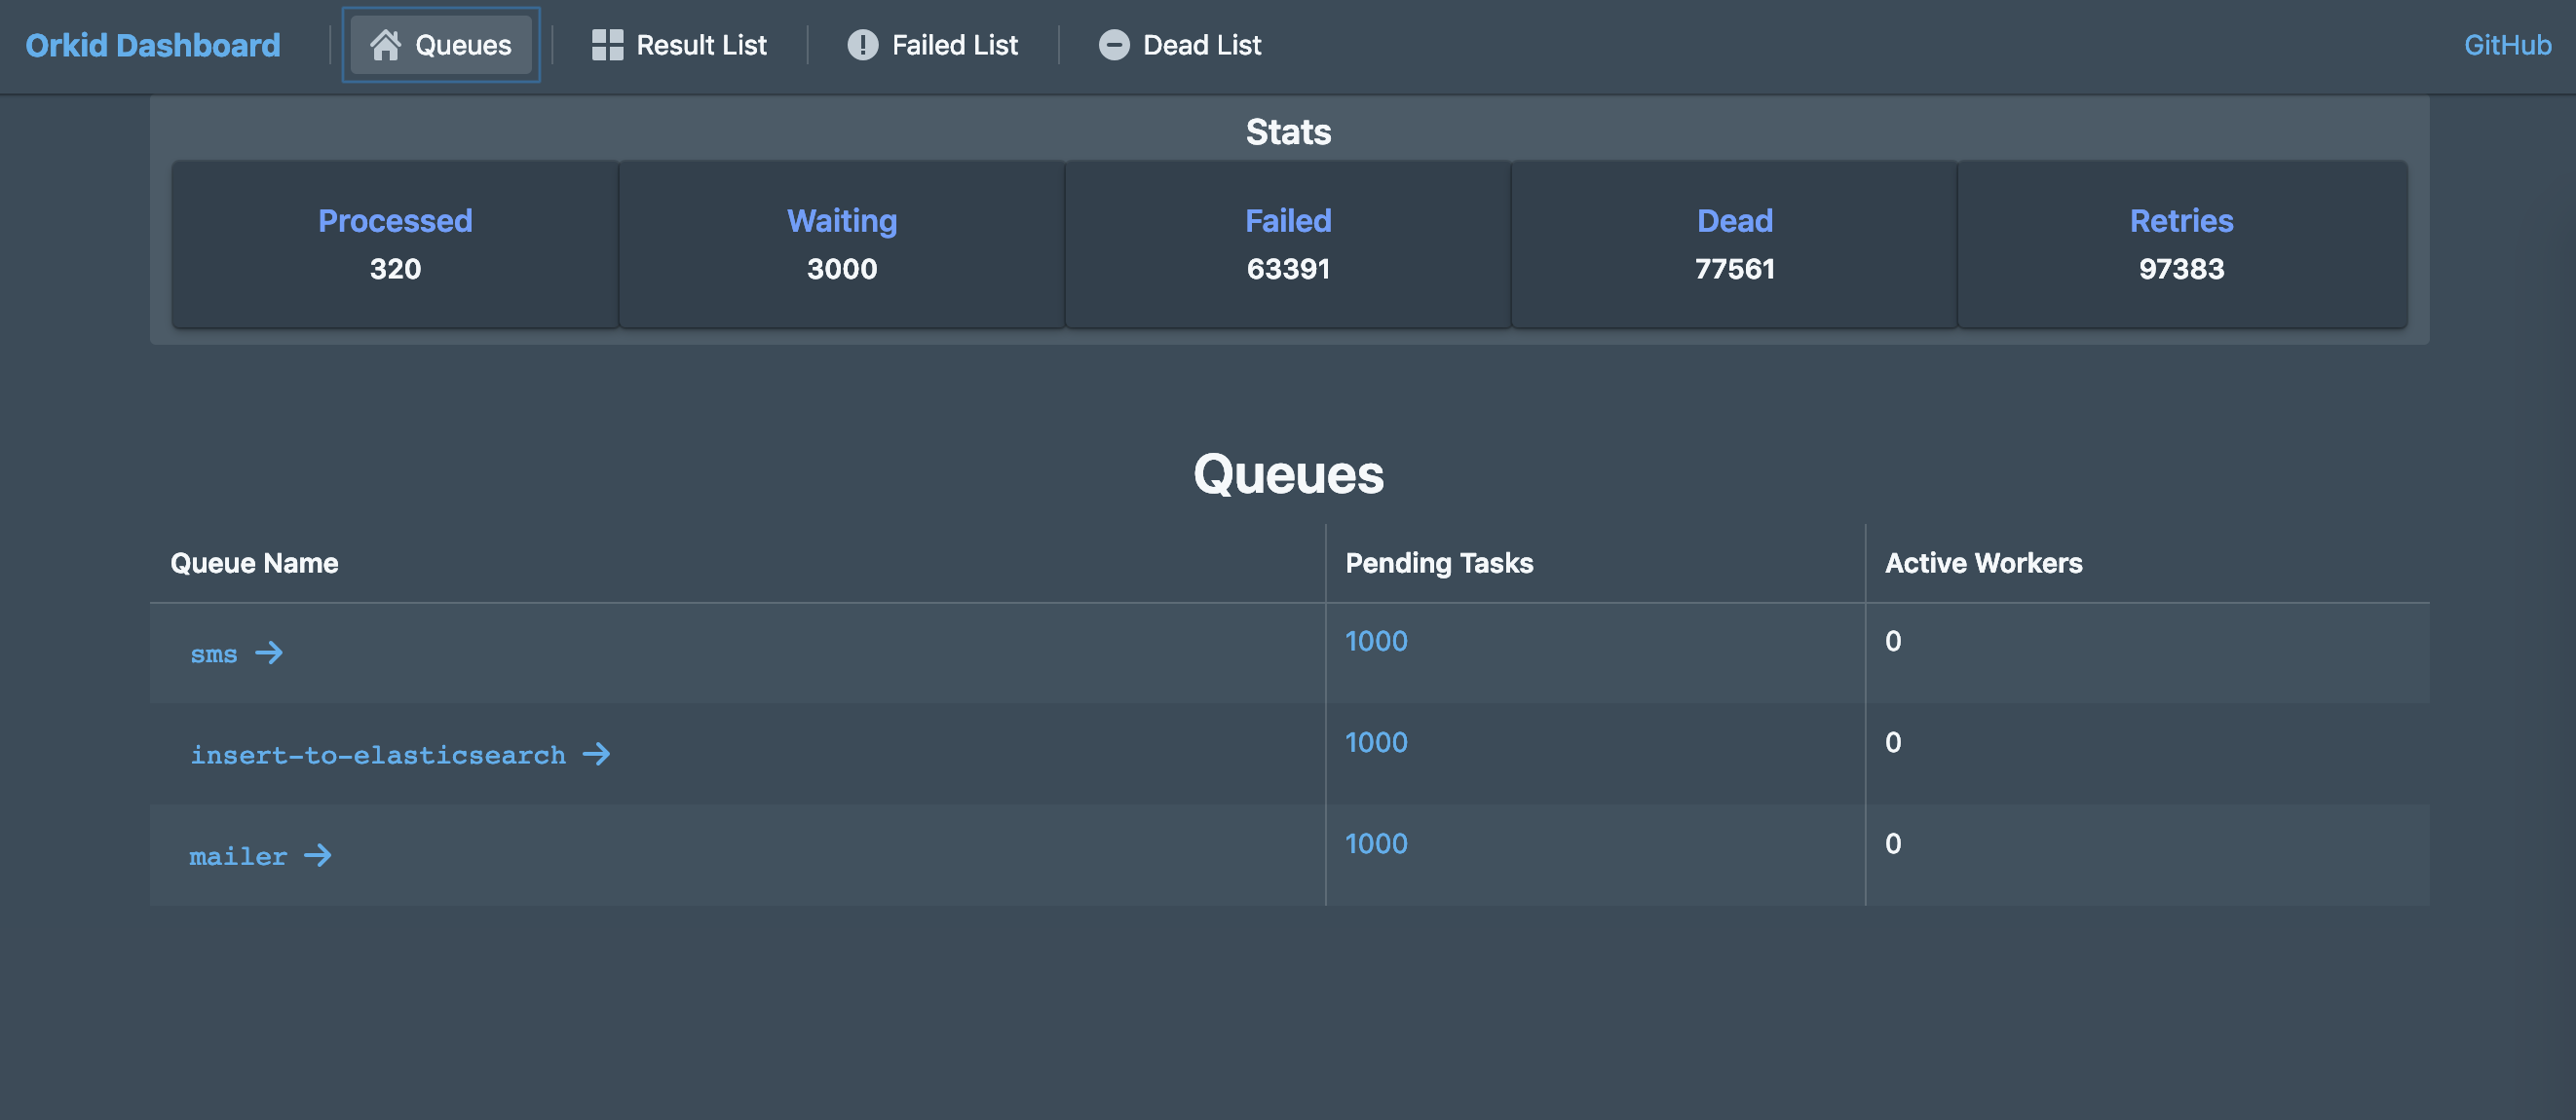 Orkid Dashboard Queues Result List Failed List Dead List GitHub
Stats
Processed Waiting Failed Dead Retries
320 3000 63391 77561 97383
Queues
Queue Name Pending Tasks Active Workers
sms 1000 0
insert-to-elasticsearch 1000 0
mailer 1000 0